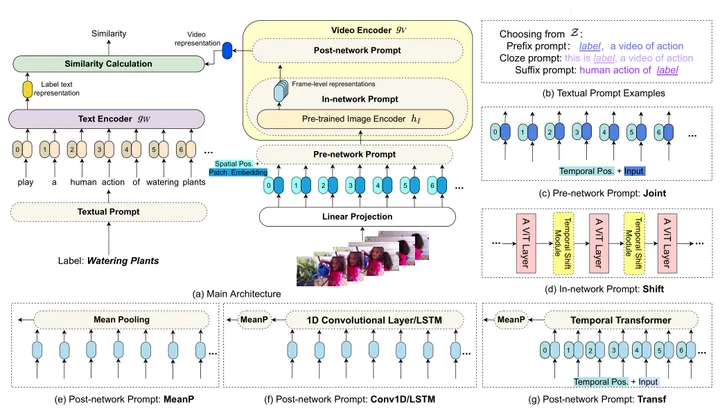 Similarity
Similarity Calculation
Label text
representation
Text Encoder g_W
0 1 2 3 4 5 6 ...
play a human action of watering plants
Textual Prompt
Label: Watering Plants
Video
representation
Video Encoder g_V
Post-network Prompt
Frame-level representations
In-network Prompt
Pre-trained Image Encoder h_I
Pre-network Prompt
Spatial Pos. +
Patch Embedding
0 1 2 3 4 5 6 ...
Linear Projection
(a) Main Architecture
Choosing from Z:
Prefix prompt: label, a video of action
Cloze prompt: this is label, a video of action
Suffix prompt: human action of label
(b) Textual Prompt Examples
0 1 2 3 4 5 6 ...
Temporal Pos. + Input
(c) Pre-network Prompt: Joint
...
A ViT Layer
Temporal Shift
Module
A ViT Layer
Temporal Shift
Module
A ViT Layer
...
(d) In-network Prompt: Shift
Mean Pooling
...
(e) Post-network Prompt: MeanP
MeanP
1D Convolutional Layer/LSTM
...
(f) Post-network Prompt: Conv1D/LSTM
MeanP
Temporal Transformer
0 1 2 3 4 5 6 ...
Temporal Pos. + Input
(g) Post-network Prompt: Transf